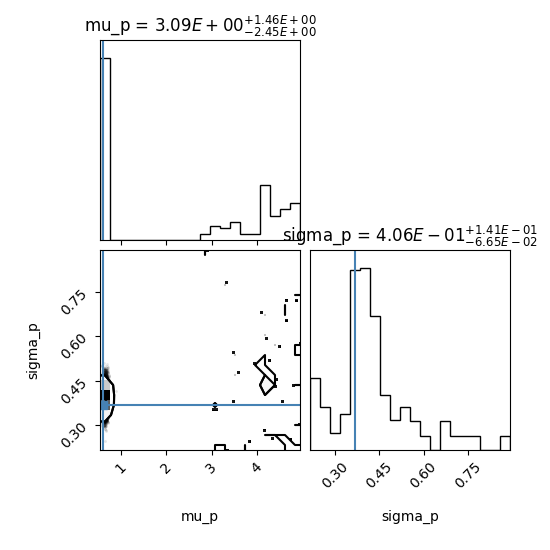 mu_p = 3.09E + 00 +1.46E + 00 −2.45E + 00
sigma_p = 4.06E − 01 +1.41E − 01 −6.65E − 02
sigma_p
0.75
0.60
0.45
0.30
1 2 3 4
mu_p
0.30 0.45 0.60 0.75
sigma_p